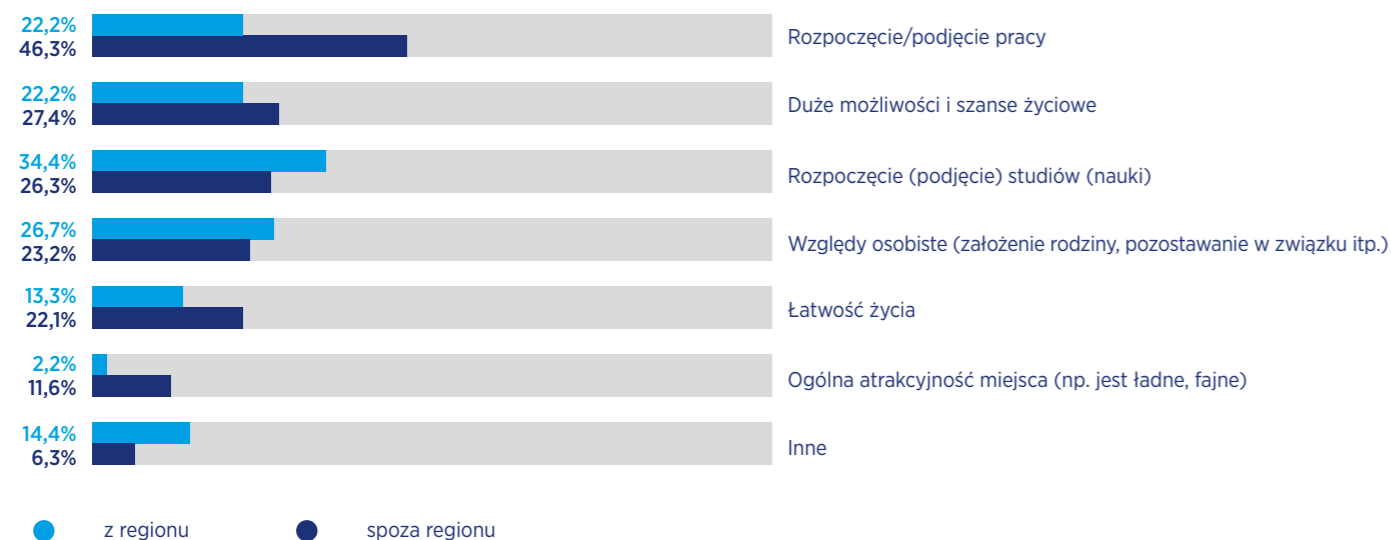 22,2%
46,3%
Rozpoczęcie/podjęcie pracy
22,2%
27,4%
Duże możliwości i szanse życiowe
34,4%
26,3%
Rozpoczęcie (podjęcie) studiów (nauki)
26,7%
23,2%
Względy osobiste (założenie rodziny, pozostawanie w związku itp.)
13,3%
22,1%
Łatwość życia
2,2%
11,6%
Ogólna atrakcyjność miejsca (np. jest ładne, fajne)
14,4%
6,3%
Inne
z regionu
spoza regionu